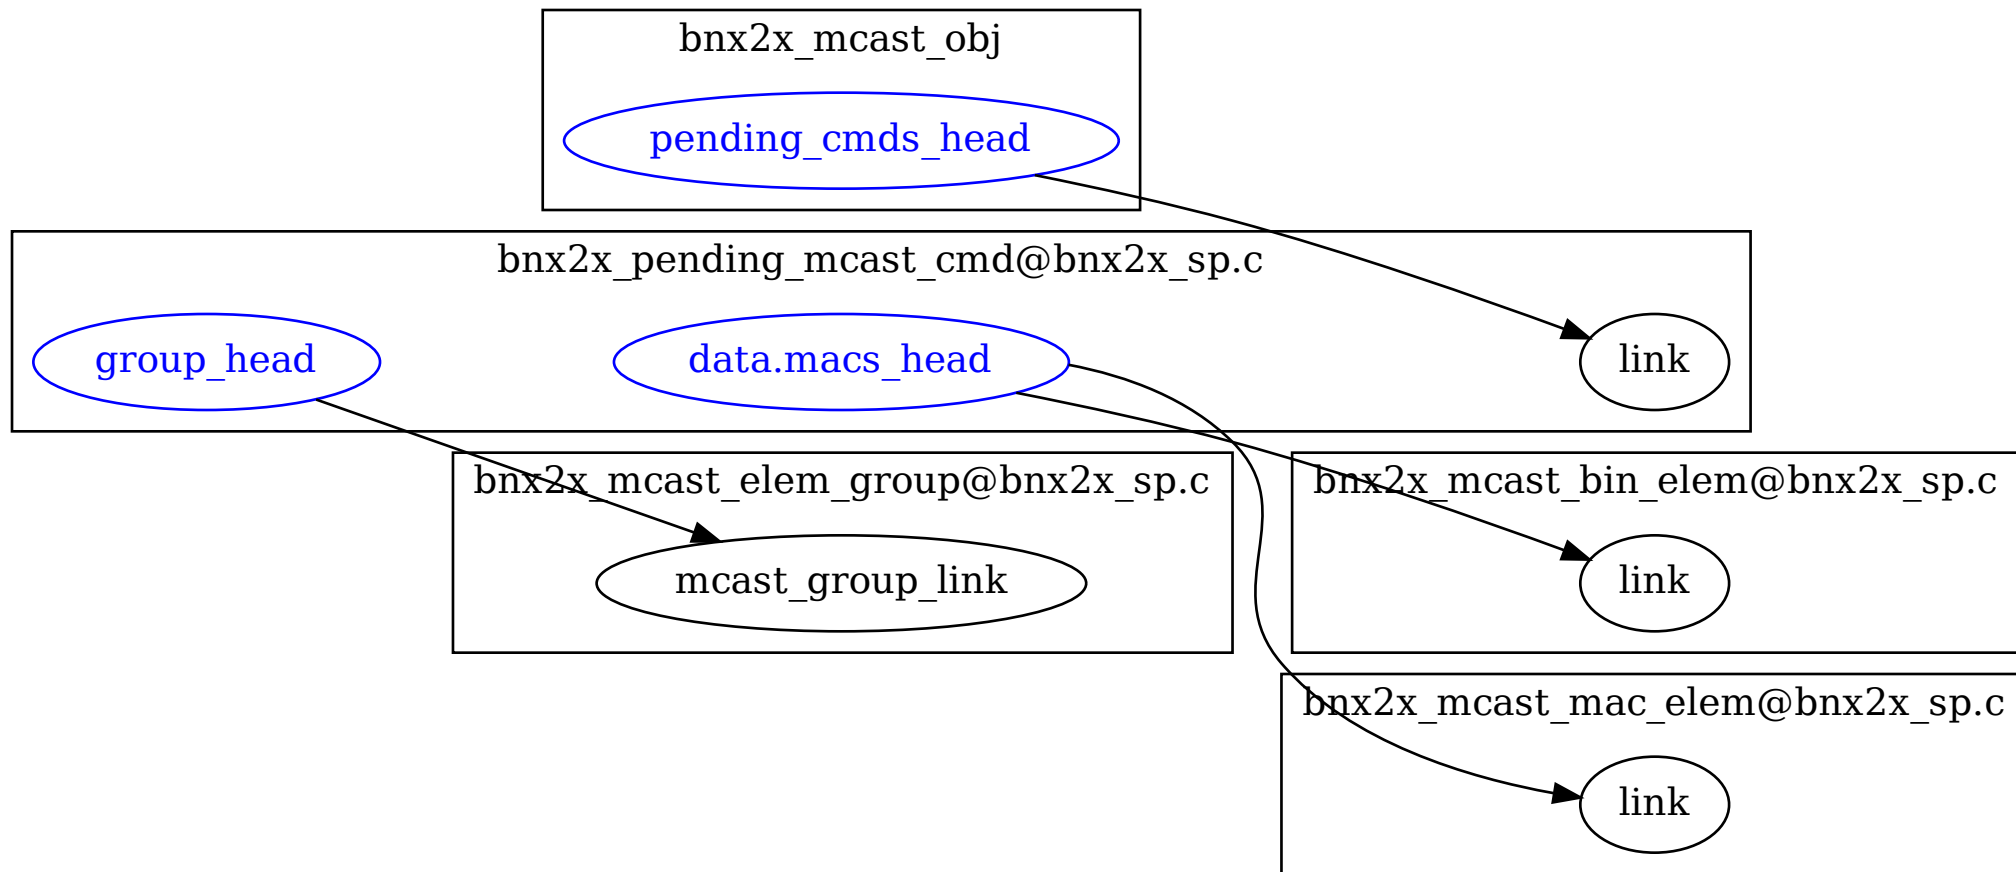 bnx2x_mcast_obj
pending_cmds_head
bnx2x_pending_mcast_cmd@bnx2x_sp.c
group_head
data.macs_head
link
bnx2x_mcast_elem_group@bnx2x_sp.c
bnx2x_mcast_bin_elem@bnx2x_sp.c
mcast_group_link
link
bnx2x_mcast_mac_elem@bnx2x_sp.c
link